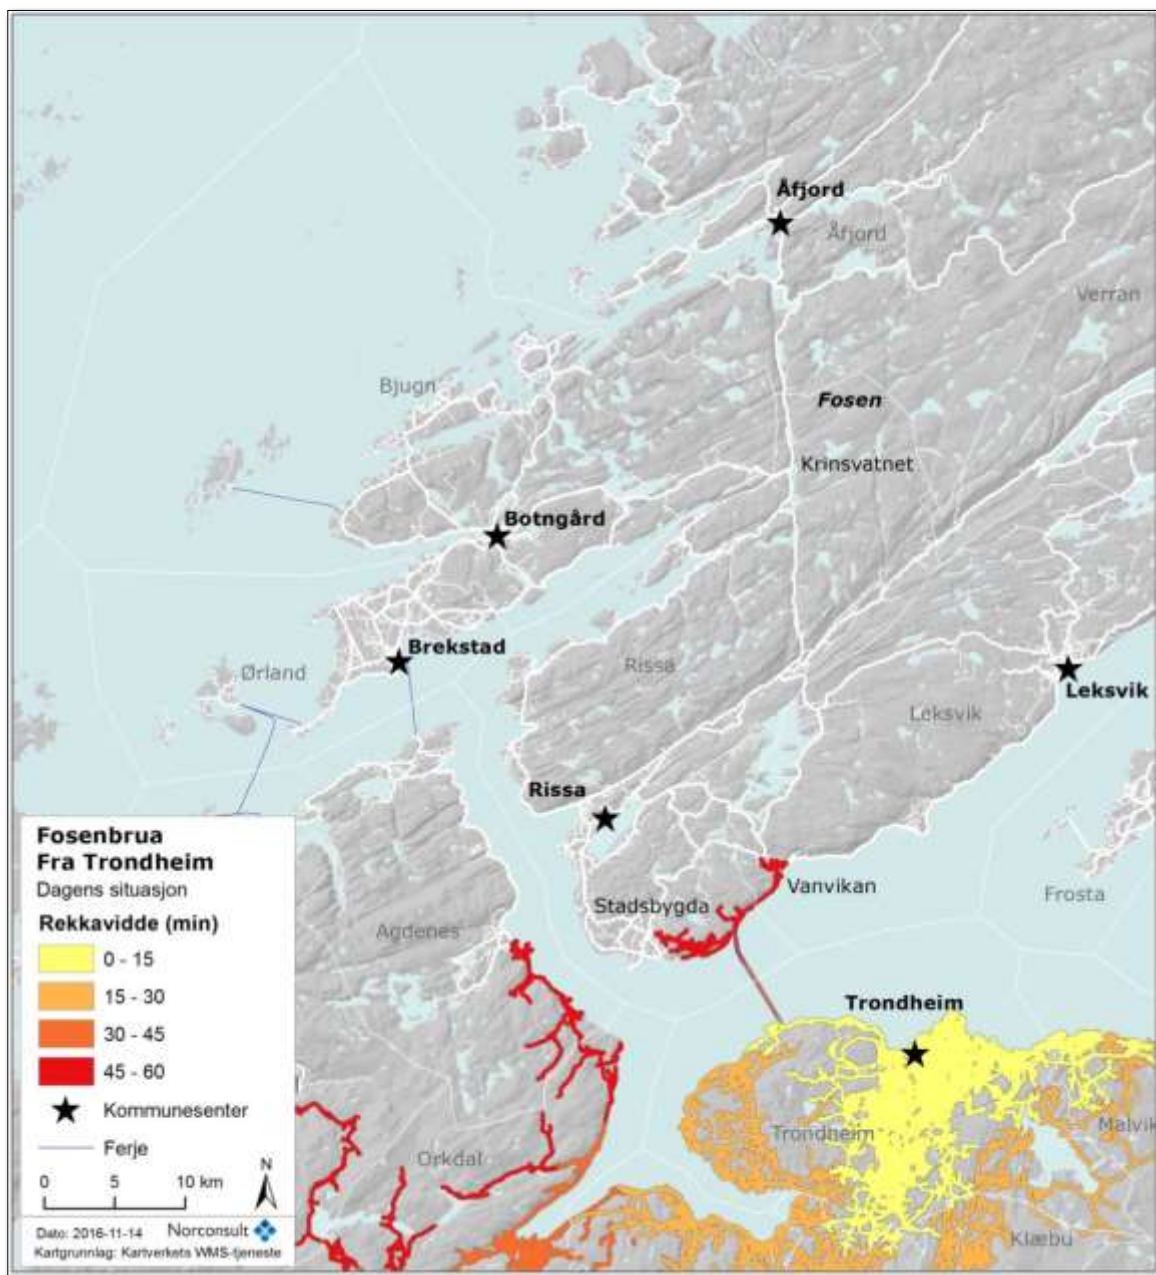 Åfjord
Åfjord
Verran
Bjugn
Fosen
Krinsvatnet
Botngård
Brekstad
Ørland
Rissa
Leksvik
Leksvik
Rissa
Vanvikan
Frosta
Stadsbygda
Agdenes
Trondheim
Trondheim
Malvik
Orkdal
Klæbu
Fosenbrua
Fra Trondheim
Dagens situasjon
Rekkavidde (min)
0 - 15
15 - 30
30 - 45
45 - 60
Kommunesenter
Ferje
N
0 5 10 km
Dato: 2016-11-14 Norconsult
Kartgrunnlag: Kartverkets WMS-tjeneste